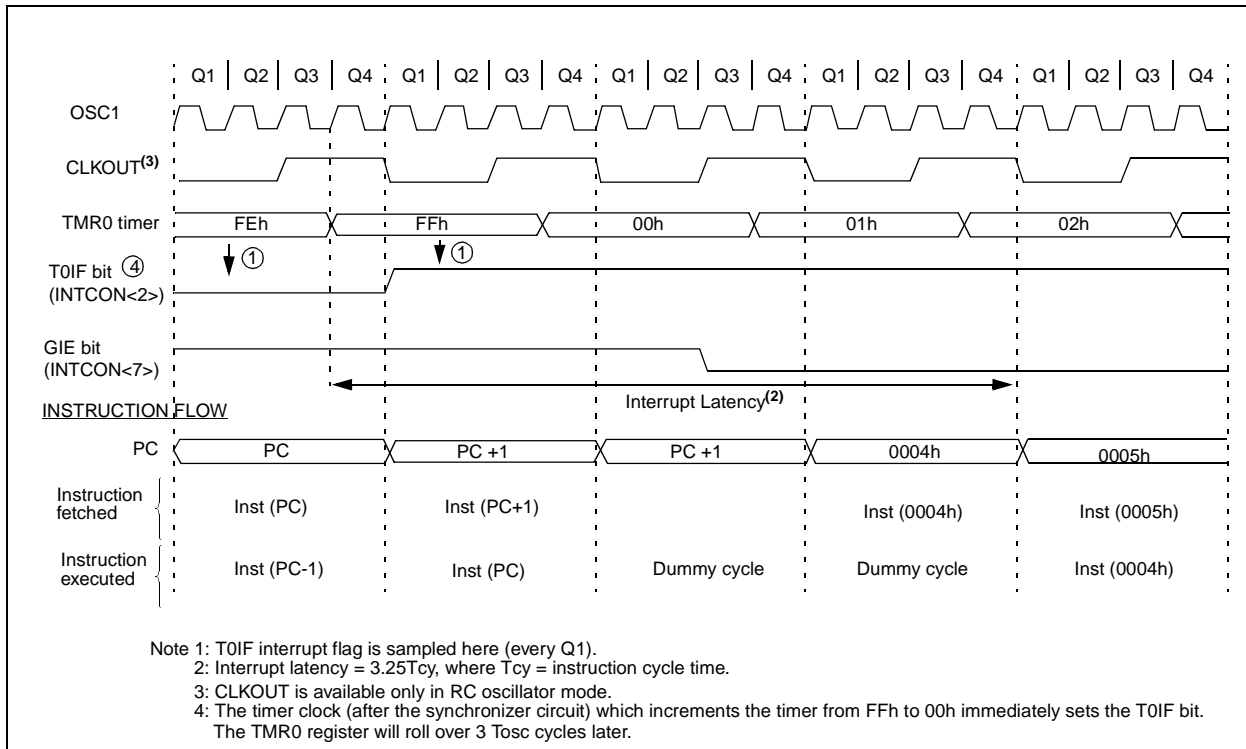 Q1 Q2 Q3 Q4 Q1 Q2 Q3 Q4 Q1 Q2 Q3 Q4 Q1 Q2 Q3 Q4 Q1 Q2 Q3 Q4
OSC1
CLKOUT(3)
TMR0 timer FEh FFh 00h 01h 02h
1 1
T0IF bit 4
(INTCON<2>)
GIE bit
(INTCON<7>)
Interrupt Latency(2)
INSTRUCTION FLOW
PC PC PC +1 PC +1 0004h 0005h
Instruction
fetched Inst (PC) Inst (PC+1) Inst (0004h) Inst (0005h)
Instruction
executed Inst (PC-1) Inst (PC) Dummy cycle Dummy cycle Inst (0004h)
Note 1: T0IF interrupt flag is sampled here (every Q1).
2: Interrupt latency = 3.25Tcy, where Tcy = instruction cycle time.
3: CLKOUT is available only in RC oscillator mode.
4: The timer clock (after the synchronizer circuit) which increments the timer from FFh to 00h immediately sets the T0IF bit.
The TMR0 register will roll over 3 Tosc cycles later.